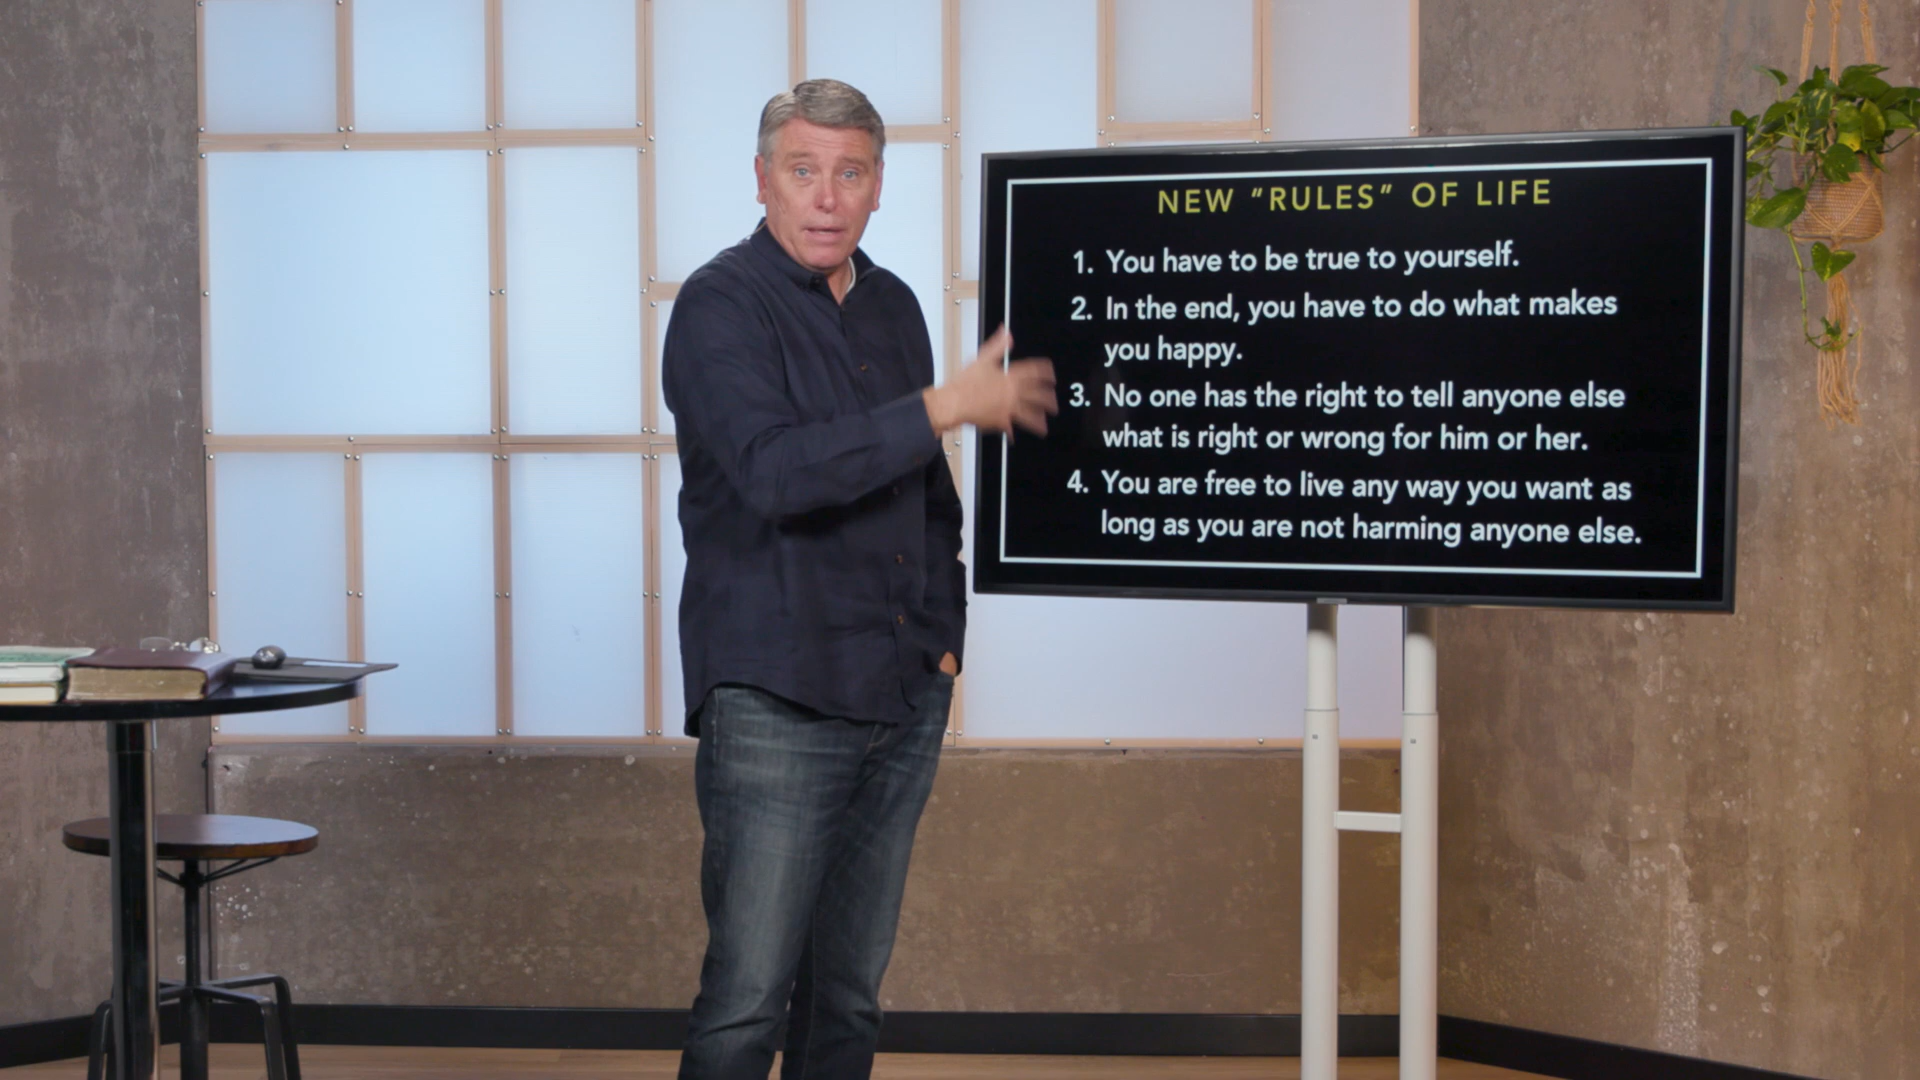 NEW “RULES” OF LIFE
1. You have to be true to yourself.
2. In the end, you have to do what makes
you happy.
3. No one has the right to tell anyone else
what is right or wrong for him or her.
4. You are free to live any way you want as
long as you are not harming anyone else.